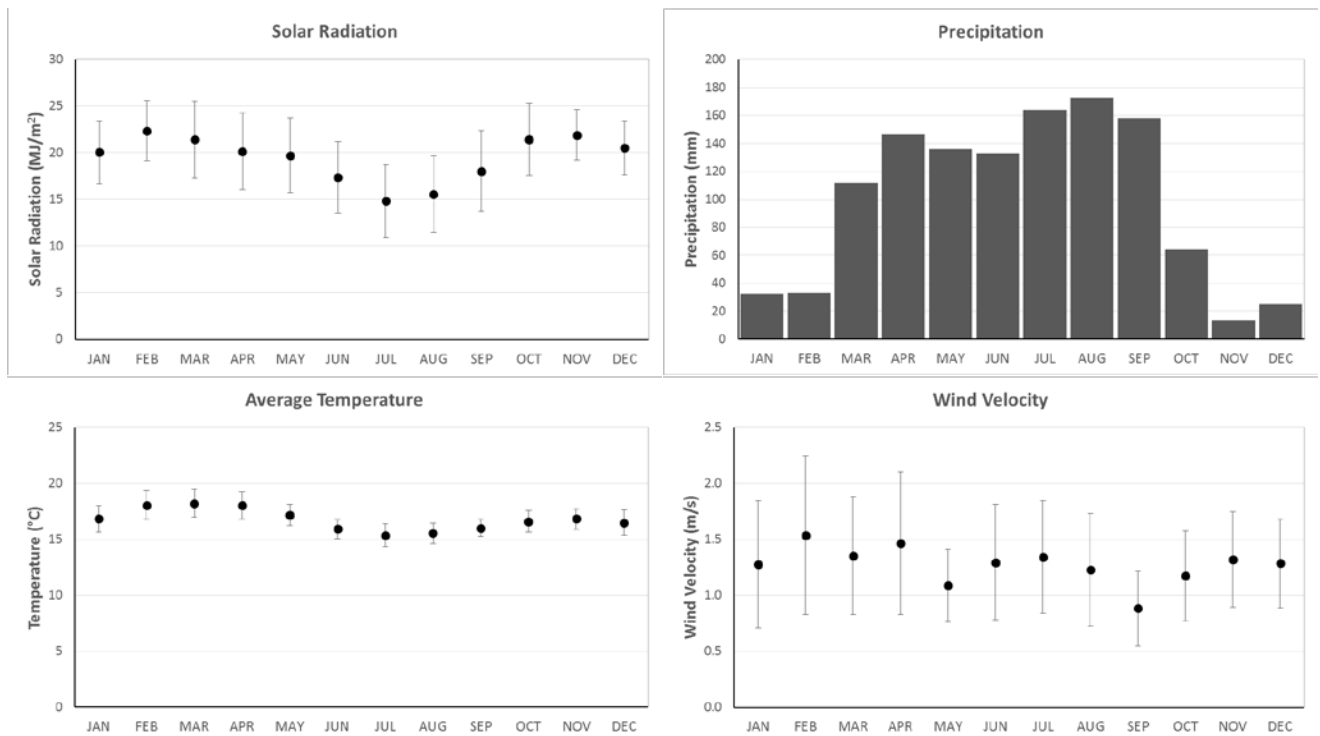 Solar Radiation
Solar Radiation (MJ/m²)
30
25
20
15
10
5
0
JAN FEB MAR APR MAY JUN JUL AUG SEP OCT NOV DEC
Precipitation
Precipitation (mm)
200
180
160
140
120
100
80
60
40
20
0
JAN FEB MAR APR MAY JUN JUL AUG SEP OCT NOV DEC
Average Temperature
Temperature (°C)
25
20
15
10
5
0
JAN FEB MAR APR MAY JUN JUL AUG SEP OCT NOV DEC
Wind Velocity
Wind Velocity (m/s)
2.5
2.0
1.5
1.0
0.5
0.0
JAN FEB MAR APR MAY JUN JUL AUG SEP OCT NOV DEC